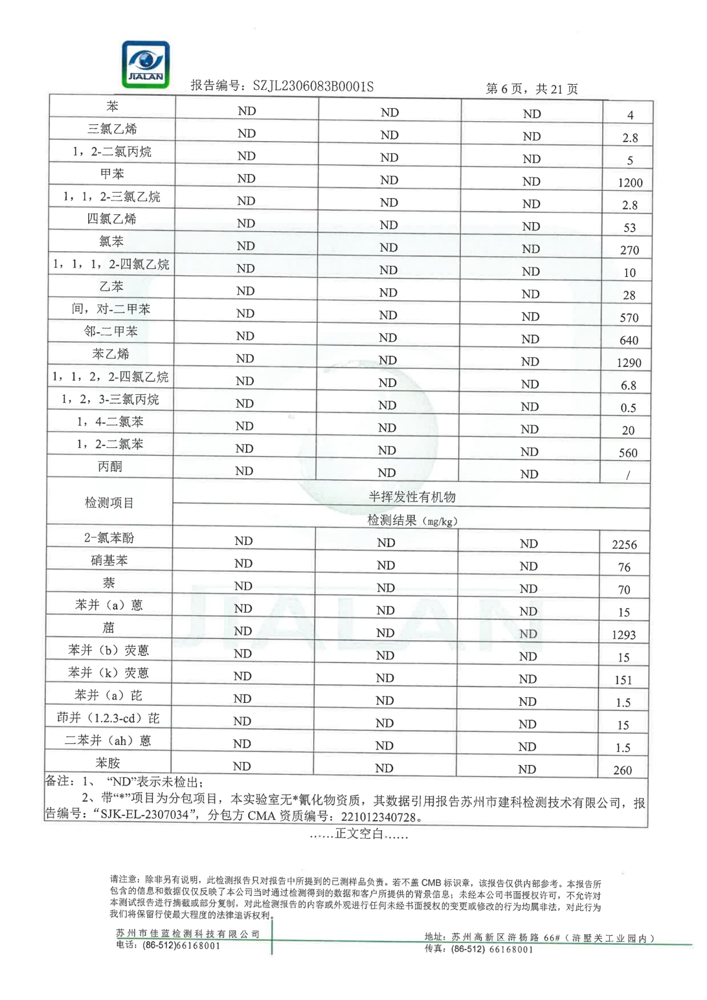 JIALAN
报告编号：SZJL2306083B0001S 第 6 页，共 21 页
苯 ND ND ND 4
三氯乙烯 ND ND ND 2.8
1，2-二氯丙烷 ND ND ND 5
甲苯 ND ND ND 1200
1，1，2-三氯乙烷 ND ND ND 2.8
四氯乙烯 ND ND ND 53
氯苯 ND ND ND 270
1，1，1，2-四氯乙烷 ND ND ND 10
乙苯 ND ND ND 28
间，对-二甲苯 ND ND ND 570
邻-二甲苯 ND ND ND 640
苯乙烯 ND ND ND 1290
1，1，2，2-四氯乙烷 ND ND ND 6.8
1，2，3-三氯丙烷 ND ND ND 0.5
1，4-二氯苯 ND ND ND 20
1，2-二氯苯 ND ND ND 560
丙酮 ND ND ND /
检测项目 半挥发性有机物
检测结果（mg/kg）
2-氯苯酚 ND ND ND 2256
硝基苯 ND ND ND 76
萘 ND ND ND 70
苯并（a）蒽 ND ND ND 15
䓛 ND ND ND 1293
苯并（b）荧蒽 ND ND ND 15
苯并（k）荧蒽 ND ND ND 151
苯并（a）芘 ND ND ND 1.5
茚并（1.2.3-cd）芘 ND ND ND 15
二苯并（ah）蒽 ND ND ND 1.5
苯胺 ND ND ND 260
备注：1、 “ND”表示未检出；
2、带“*”项目为分包项目，本实验室无*氰化物资质，其数据引用报告苏州市建科检测技术有限公司，报
告编号：“SJK-EL-2307034”，分包方 CMA 资质编号：221012340728。
……正文空白……
请注意：除非另有说明，此检测报告只对报告中所提到的已测样品负责。若不盖 CMB 标识章，该报告仅供内部参考。本报告所
包含的信息和数据仅仅反映了本公司当时通过检测得到的数据和客户所提供的背景信息；未经本公司书面授权许可，不允许对
本测试报告进行摘截或部分复制，对此检测报告的内容或外观进行任何未经书面授权的变更或修改的行为均属非法，对此行为
我们将保留行使最大程度的法律追诉权利。
苏州市佳蓝检测科技有限公司 地址：苏州高新区浒杨路 66#（浒墅关工业园内）
电话：(86-512)66168001 传真：(86-512) 66168001